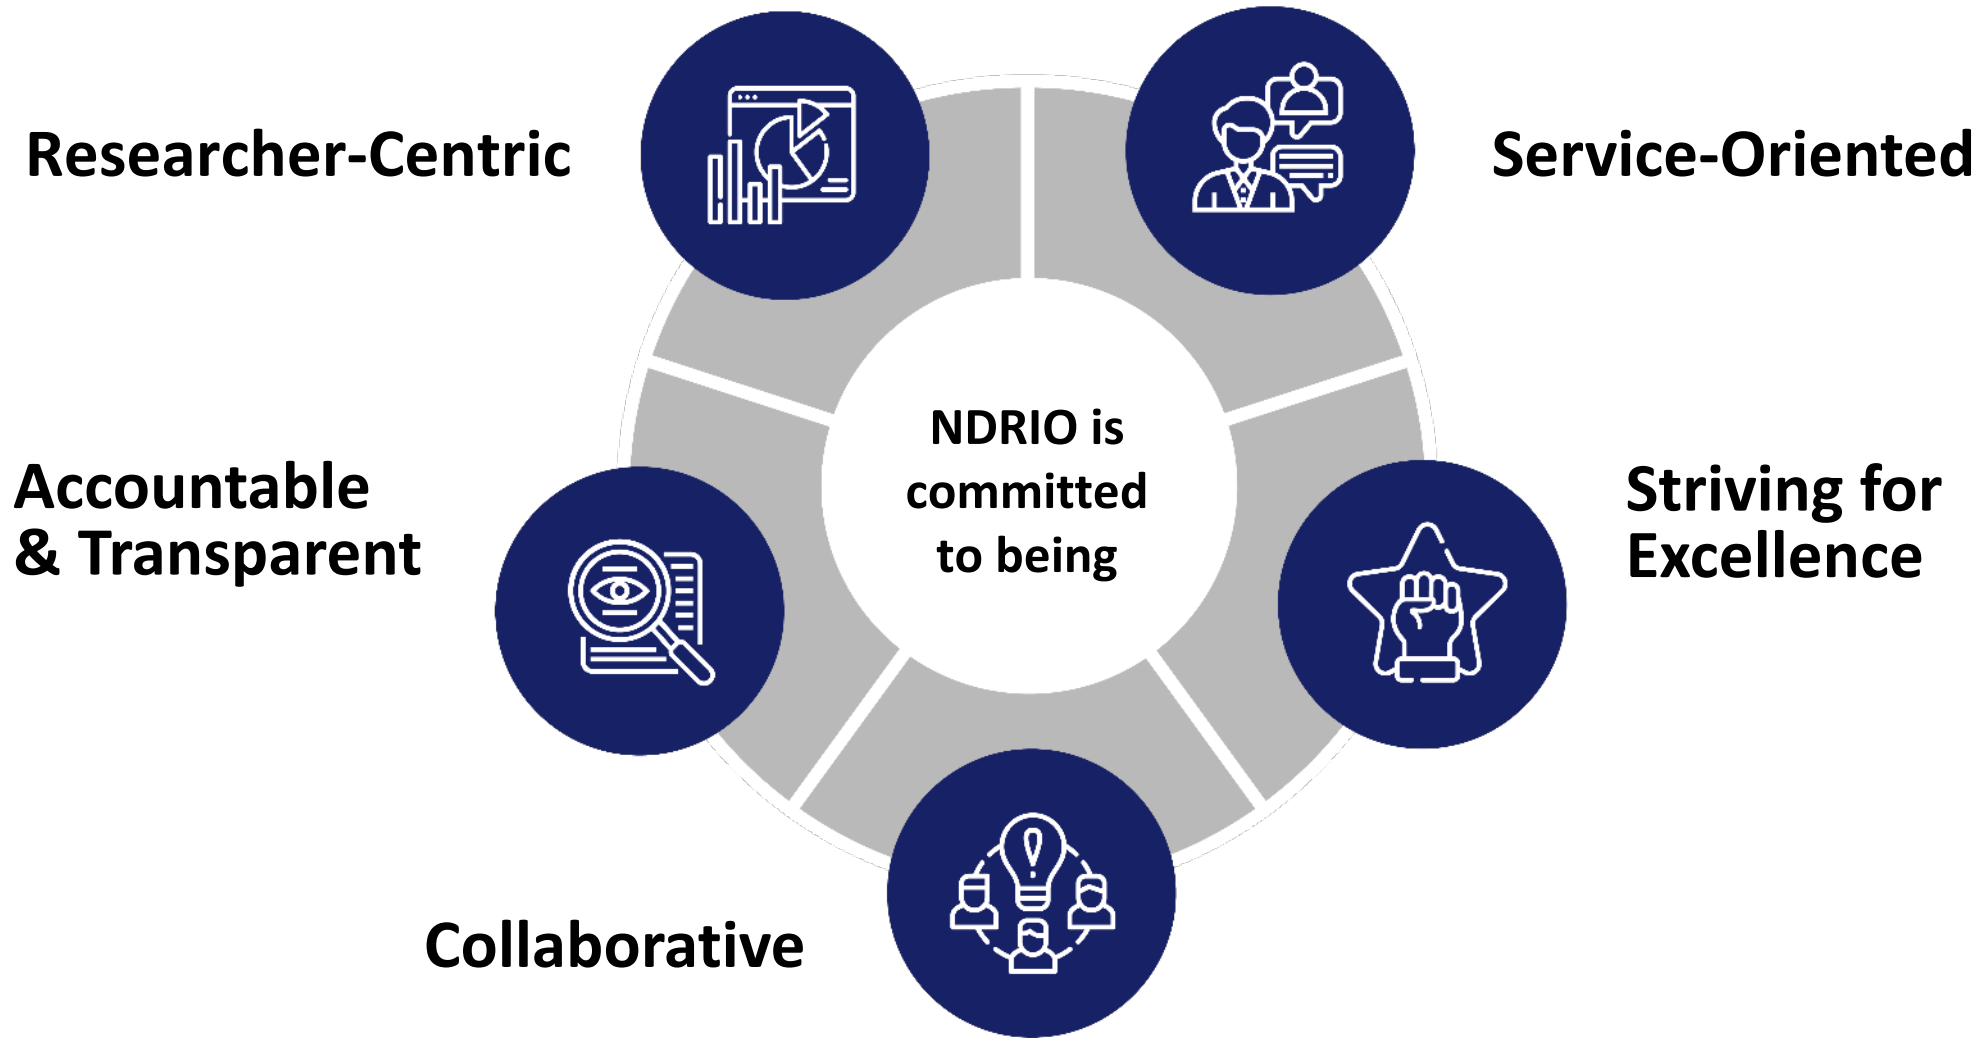 Researcher-Centric
Service-Oriented
NDRIO is
committed
to being
Accountable
& Transparent
Striving for
Excellence
Collaborative